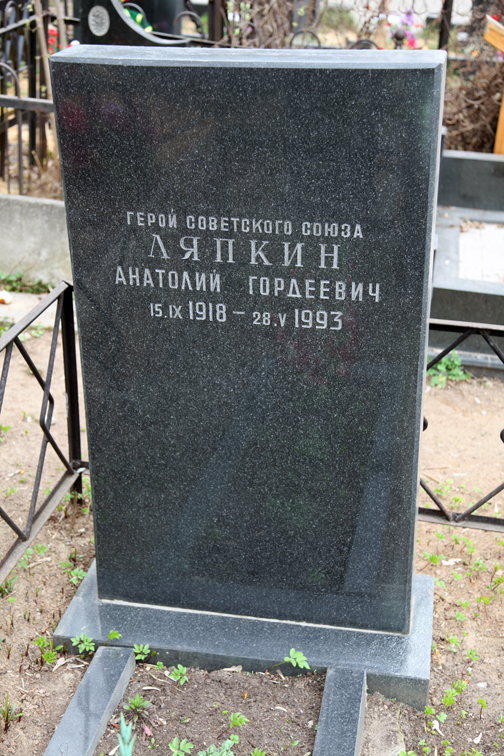 ГЕРОЙ СОВЕТСКОГО СОЮЗА
ЛЯПКИН
АНАТОЛИЙ ГОРДЕЕВИЧ
15.IX 1918 – 28.V 1993